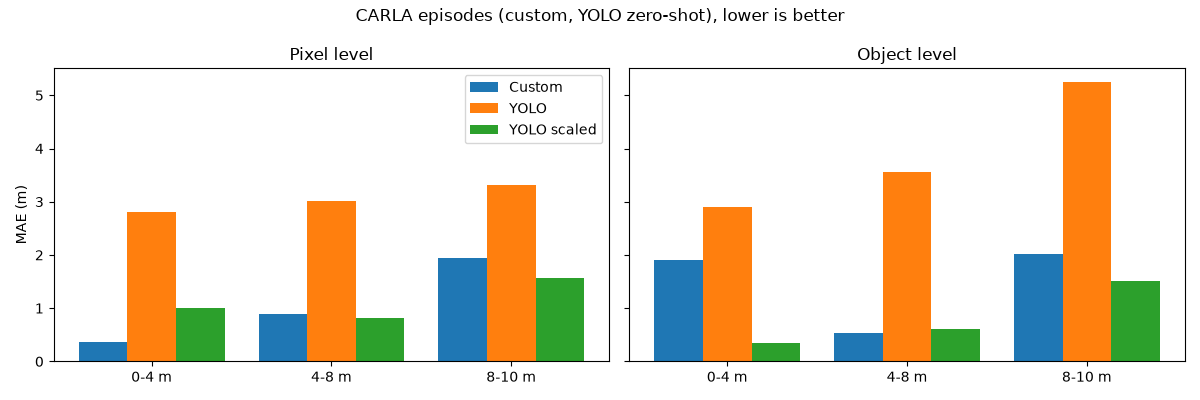 CARLA episodes (custom, YOLO zero-shot), lower is better
Pixel level
Custom
YOLO
YOLO scaled
MAE (m)
5
4
3
2
1
0
0-4 m
4-8 m
8-10 m
Object level
0-4 m
4-8 m
8-10 m